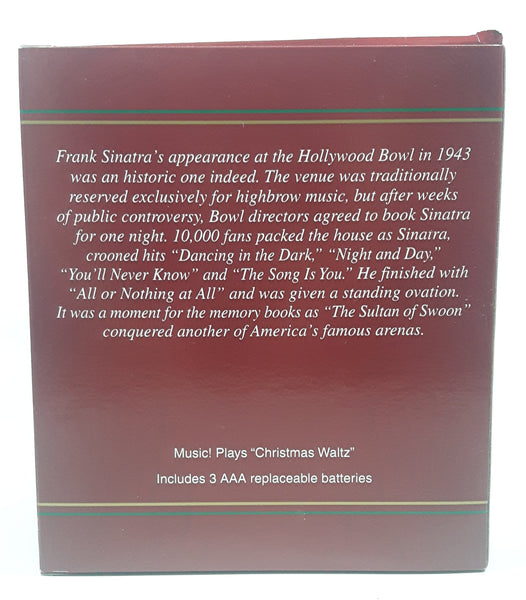 Frank Sinatra's appearance at the Hollywood Bowl in 1943
was an historic one indeed. The venue was traditionally
reserved exclusively for highbrow music, but after weeks
of public controversy, Bowl directors agreed to book Sinatra
for one night. 10,000 fans packed the house as Sinatra,
crooned hits “Dancing in the Dark,” “Night and Day,”
“You'll Never Know” and “The Song Is You.” He finished with
“All or Nothing at All” and was given a standing ovation.
It was a moment for the memory books as “The Sultan of Swoon”
conquered another of America's famous arenas.
Music! Plays “Christmas Waltz”
Includes 3 AAA replaceable batteries